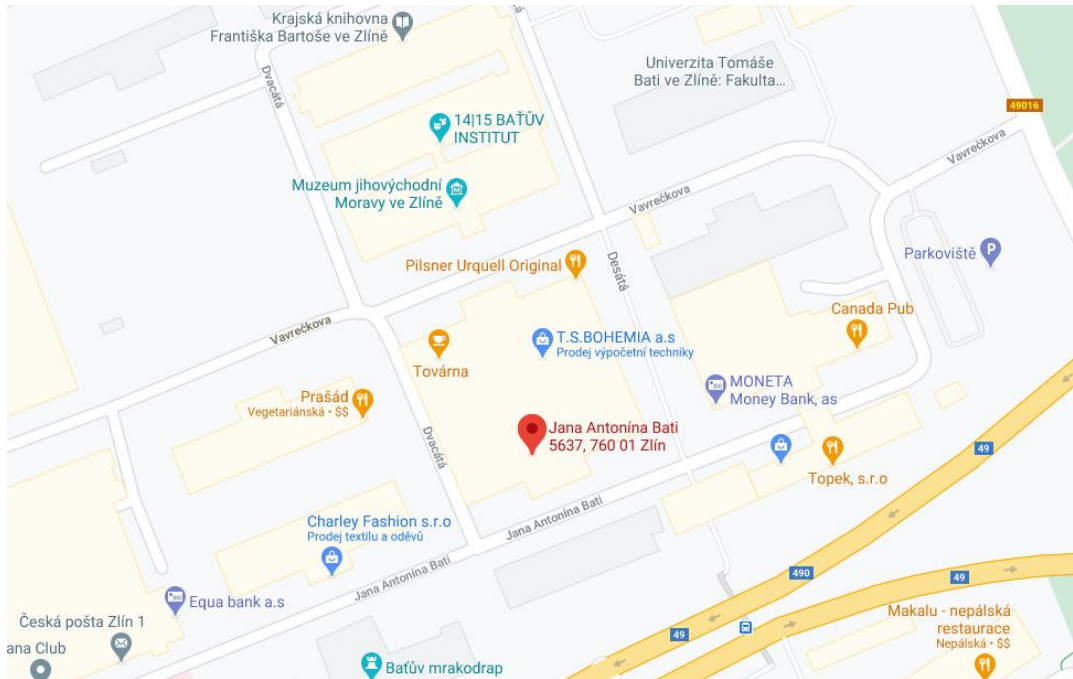 Krajská knihovna
Františka Bartoše ve Zlíně
Dvacátá
Univerzita Tomáše
Bati ve Zlíně: Fakulta...
49016
14|15 BAŤŮV
INSTITUT
Vavrečkova
Muzeum jihovýchodní
Moravy ve Zlíně
Vavrečkova
Pilsner Urquell Original
Desátá
Parkoviště
P
Canada Pub
Vavrečkova
T.S.BOHEMIA a.s
Prodej výpočetní techniky
Továrna
MONETA
Money Bank, as
Prašád
Vegetariánská • $$
Dvacátá
Jana Antonína Bati
5637, 760 01 Zlín
49
Topek, s.r.o
Jana Antonína Bati
Charley Fashion s.r.o
Prodej textilu a oděvů
Jana Antonína Bati
490
49
Equa bank a.s
Česká pošta Zlín 1
Makalu - nepálská
restaurace
Nepálská • $$
49
ana Club
Baťův mrakodrap